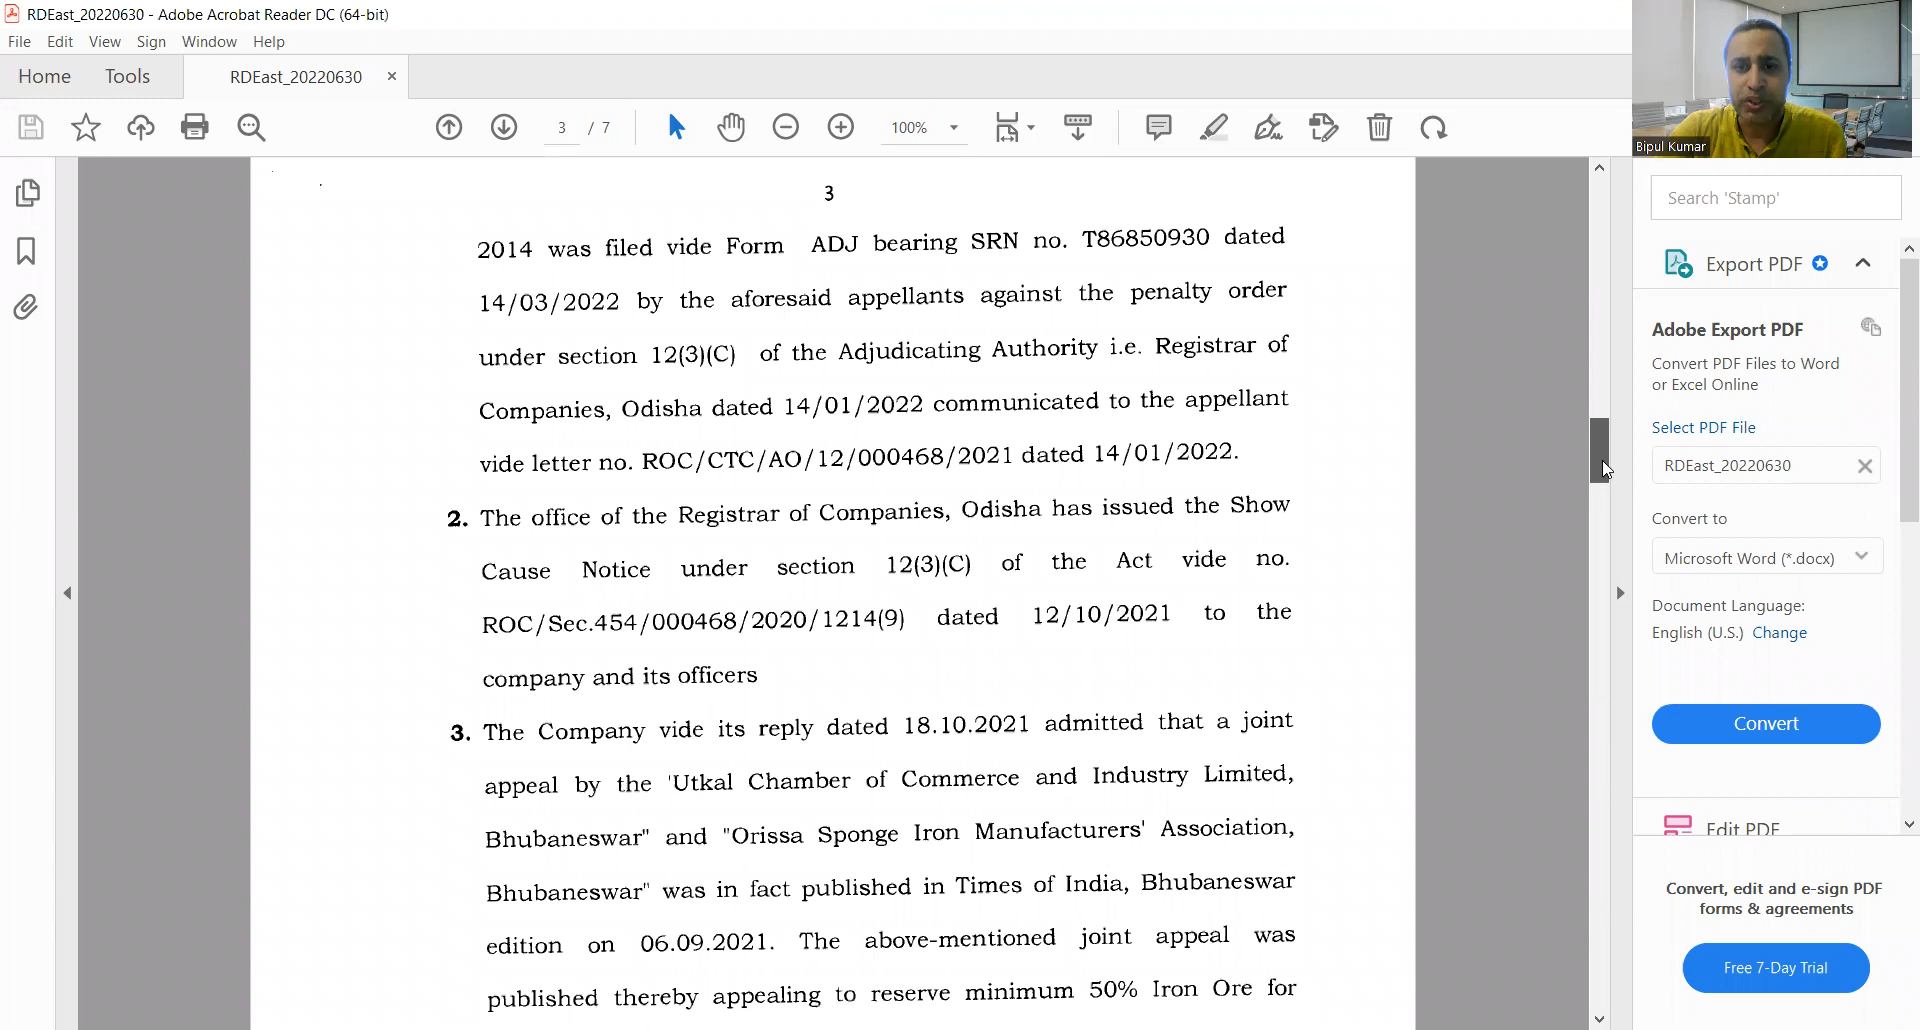 RDEast_20220630 - Adobe Acrobat Reader DC (64-bit)
File Edit View Sign Window Help
Home Tools RDEast_20220630 ×
3 / 7 100%
Bipul Kumar
3
2014 was filed vide Form ADJ bearing SRN no. T86850930 dated
14/03/2022 by the aforesaid appellants against the penalty order
under section 12(3)(C) of the Adjudicating Authority i.e. Registrar of
Companies, Odisha dated 14/01/2022 communicated to the appellant
vide letter no. ROC/CTC/AO/12/000468/2021 dated 14/01/2022.
2. The office of the Registrar of Companies, Odisha has issued the Show
Cause Notice under section 12(3)(C) of the Act vide no.
ROC/Sec.454/000468/2020/1214(9) dated 12/10/2021 to the
company and its officers
3. The Company vide its reply dated 18.10.2021 admitted that a joint
appeal by the 'Utkal Chamber of Commerce and Industry Limited,
Bhubaneswar" and "Orissa Sponge Iron Manufacturers' Association,
Bhubaneswar" was in fact published in Times of India, Bhubaneswar
edition on 06.09.2021. The above-mentioned joint appeal was
published thereby appealing to reserve minimum 50% Iron Ore for
Search 'Stamp'
Export PDF
Adobe Export PDF
Convert PDF Files to Word
or Excel Online
Select PDF File
RDEast_20220630
Convert to
Microsoft Word (*.docx)
Document Language:
English (U.S.) Change
Convert
Edit PDF
Convert, edit and e-sign PDF
forms & agreements
Free 7-Day Trial